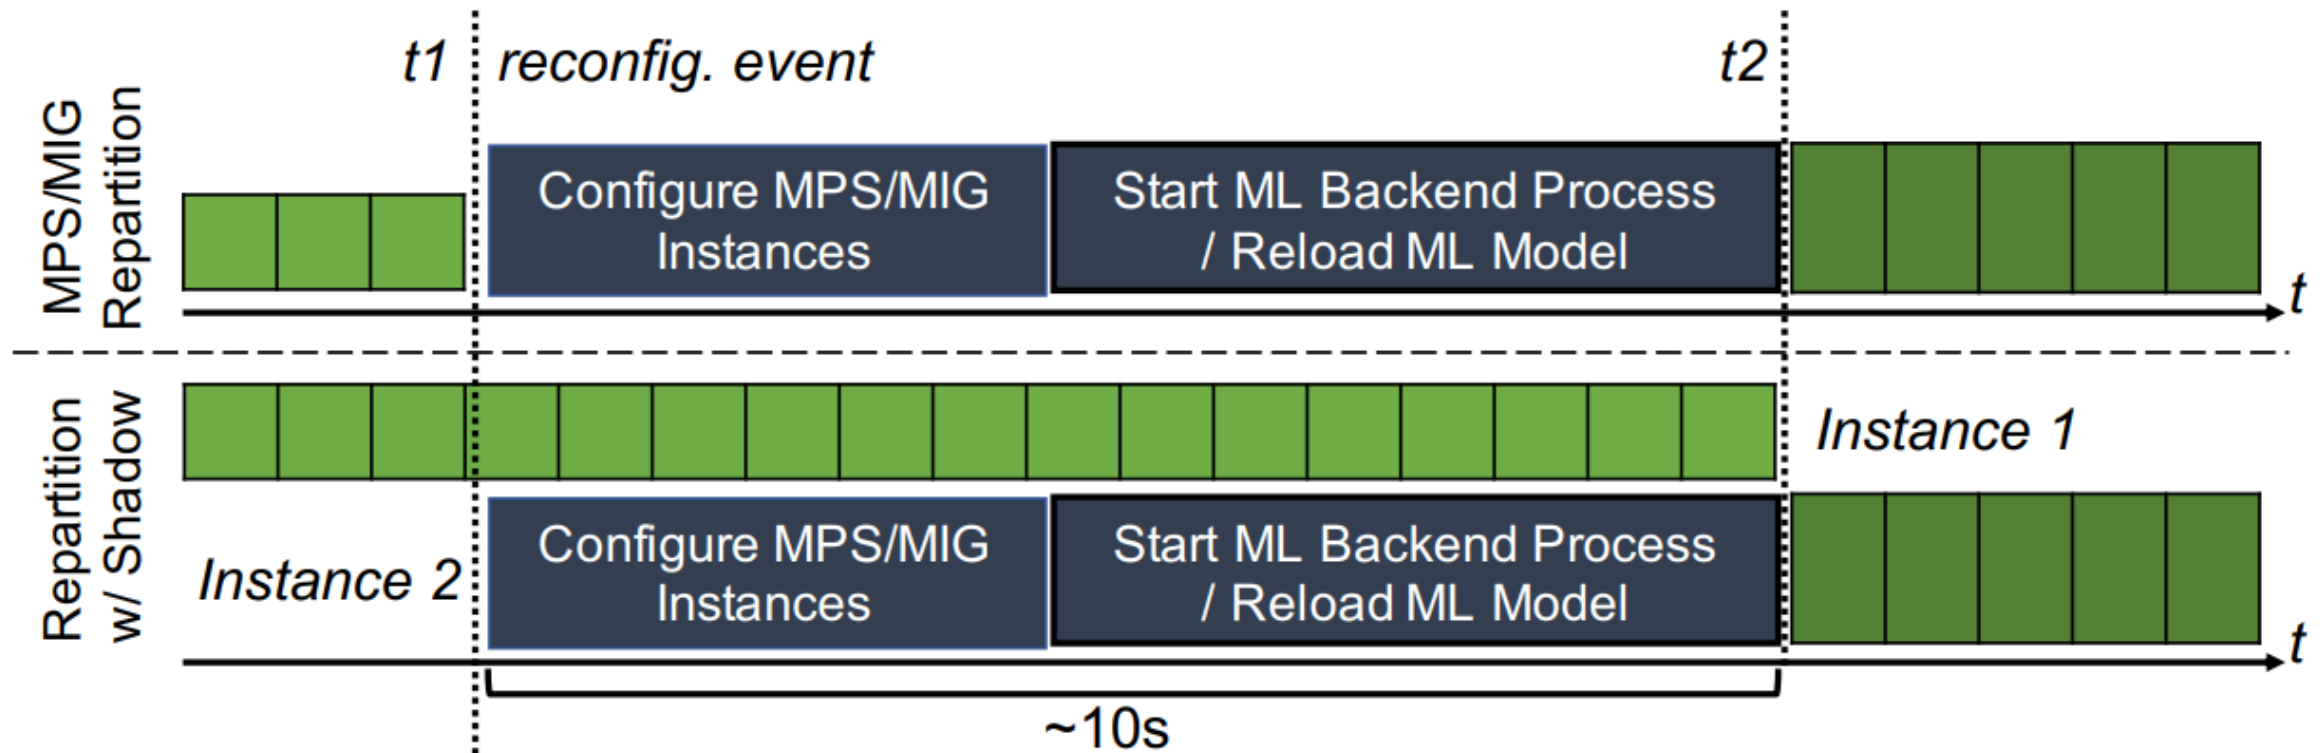 t1
reconfig. event
t2
MPS/MIG
Repartition
Configure MPS/MIG
Instances
Start ML Backend Process
/ Reload ML Model
t
Repartition
w/ Shadow
Instance 1
Instance 2
Configure MPS/MIG
Instances
Start ML Backend Process
/ Reload ML Model
t
~10s